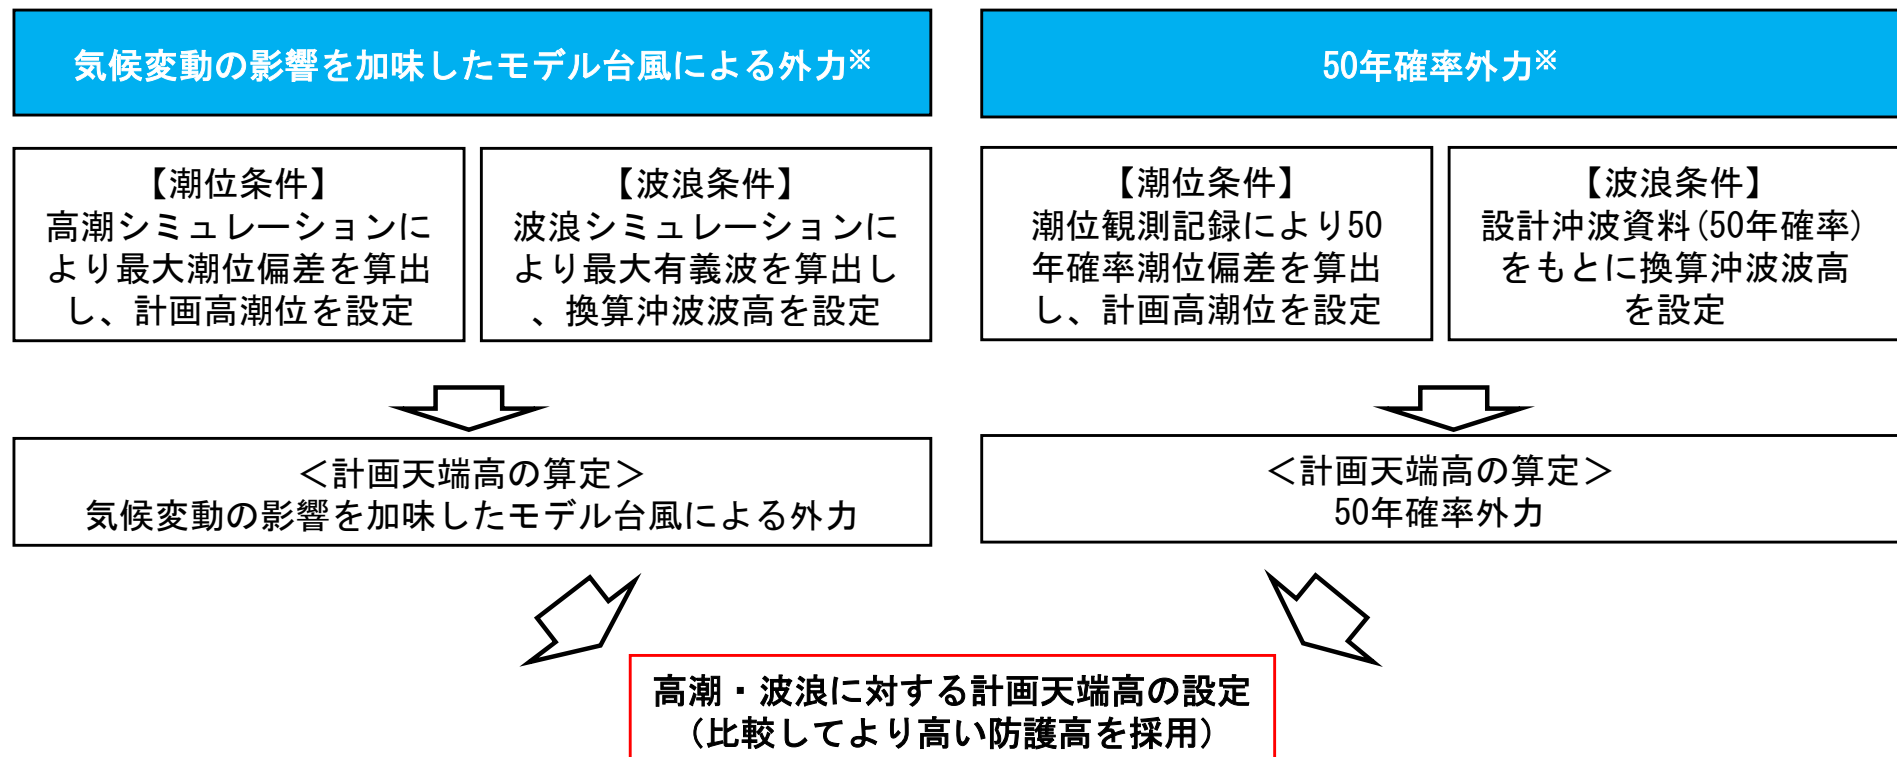 気候変動の影響を加味したモデル台風による外力※
50年確率外力※
【潮位条件】
高潮シミュレーションに
より最大潮位偏差を算出
し、計画高潮位を設定
【波浪条件】
波浪シミュレーションに
より最大有義波を算出し
、換算沖波波高を設定
【潮位条件】
潮位観測記録により50
年確率潮位偏差を算出
し、計画高潮位を設定
【波浪条件】
設計沖波資料(50年確率)
をもとに換算沖波波高
を設定
＜計画天端高の算定＞
気候変動の影響を加味したモデル台風による外力
＜計画天端高の算定＞
50年確率外力
高潮・波浪に対する計画天端高の設定
（比較してより高い防護高を採用）